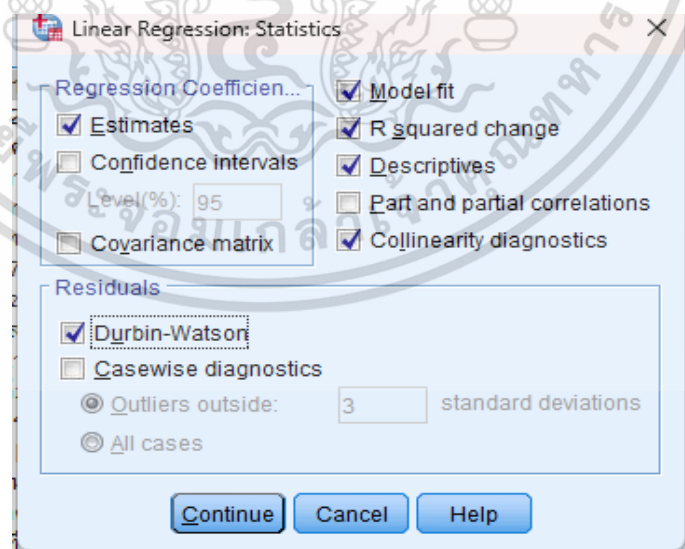 Linear Regression: Statistics
Regression Coefficien...
Estimates
Confidence intervals
Level(%): 95
Covariance matrix
Model fit
R squared change
Descriptives
Part and partial correlations
Collinearity diagnostics
Residuals
Durbin-Watson
Casewise diagnostics
Outliers outside: 3 standard deviations
All cases
Continue Cancel Help